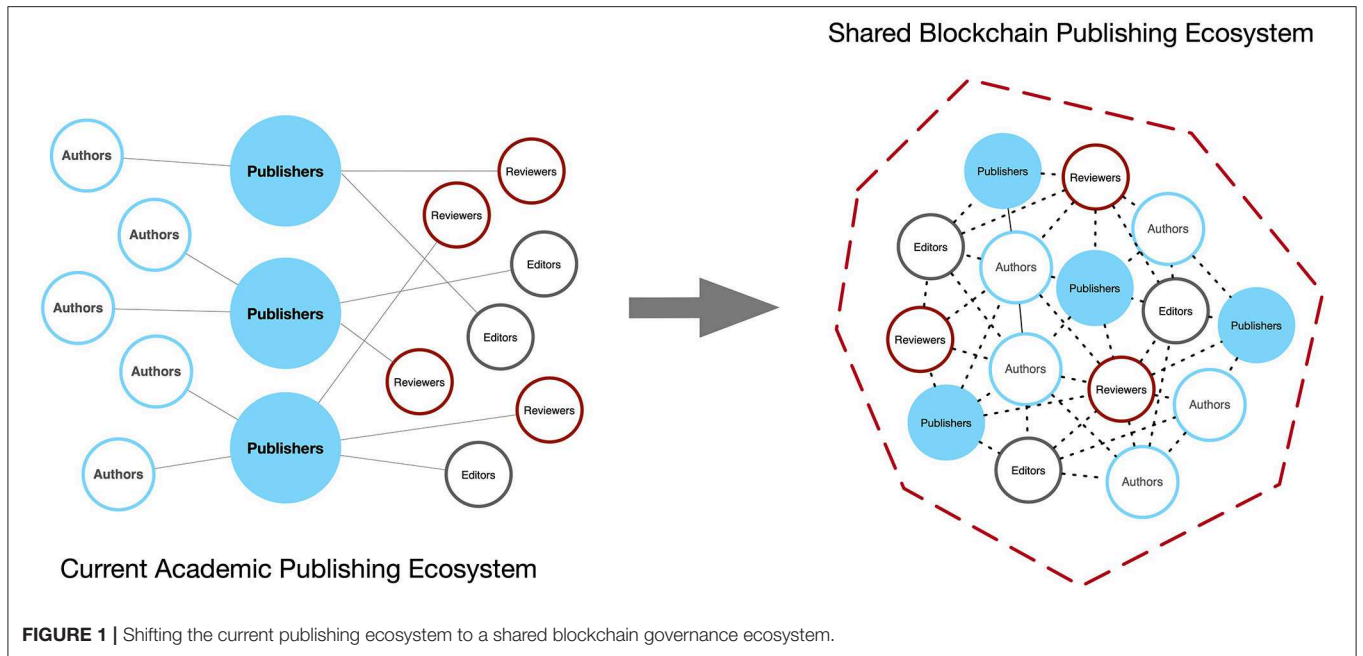 Shared Blockchain Publishing Ecosystem
Authors
Publishers
Reviewers
Reviewers
Authors
Editors
Authors
Publishers
Editors
Authors
Reviewers
Reviewers
Authors
Publishers
Editors
Publishers
Reviewers
Authors
Editors
Authors
Publishers
Editors
Publishers
Reviewers
Authors
Reviewers
Authors
Publishers
Editors
Authors
Current Academic Publishing Ecosystem
FIGURE 1 | Shifting the current publishing ecosystem to a shared blockchain governance ecosystem.